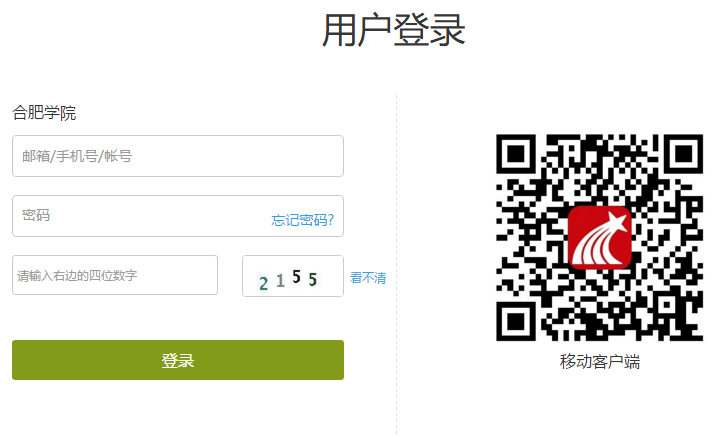 用户登录
合肥学院
邮箱/手机号/帐号
密码
忘记密码?
请输入右边的四位数字
2155
看不清
登录
移动客户端